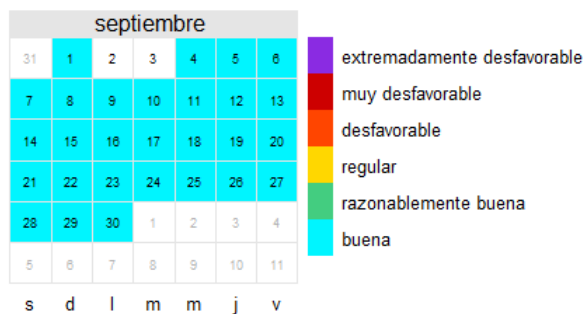 septiembre
31 1 2 3 4 5 6
7 8 9 10 11 12 13
14 15 16 17 18 19 20
21 22 23 24 25 26 27
28 29 30 1 2 3 4
5 6 7 8 9 10 11
s d l m m j v
extremadamente desfavorable
muy desfavorable
desfavorable
regular
razonablemente buena
buena